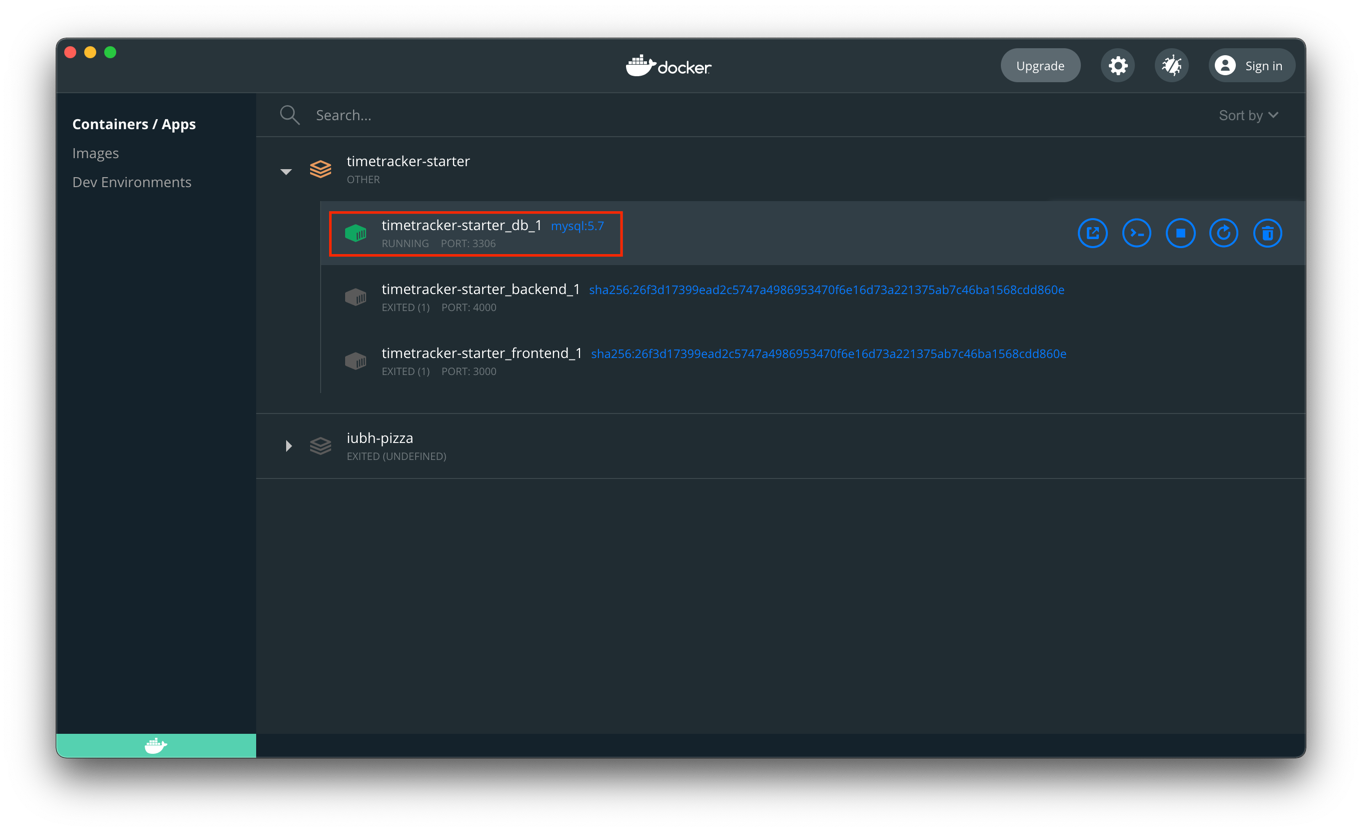 docker
Upgrade
Sign in
Containers / Apps
Images
Dev Environments
Search...
Sort by
timetracker-starter
OTHER
timetracker-starter_db_1 mysql:5.7
RUNNING PORT: 3306
timetracker-starter_backend_1 sha256:26f3d17399ead2c5747a4986953470f6e16d73a221375ab7c46ba1568cdd860e
EXITED (1) PORT: 4000
timetracker-starter_frontend_1 sha256:26f3d17399ead2c5747a4986953470f6e16d73a221375ab7c46ba1568cdd860e
EXITED (1) PORT: 3000
iubh-pizza
EXITED (UNDEFINED)